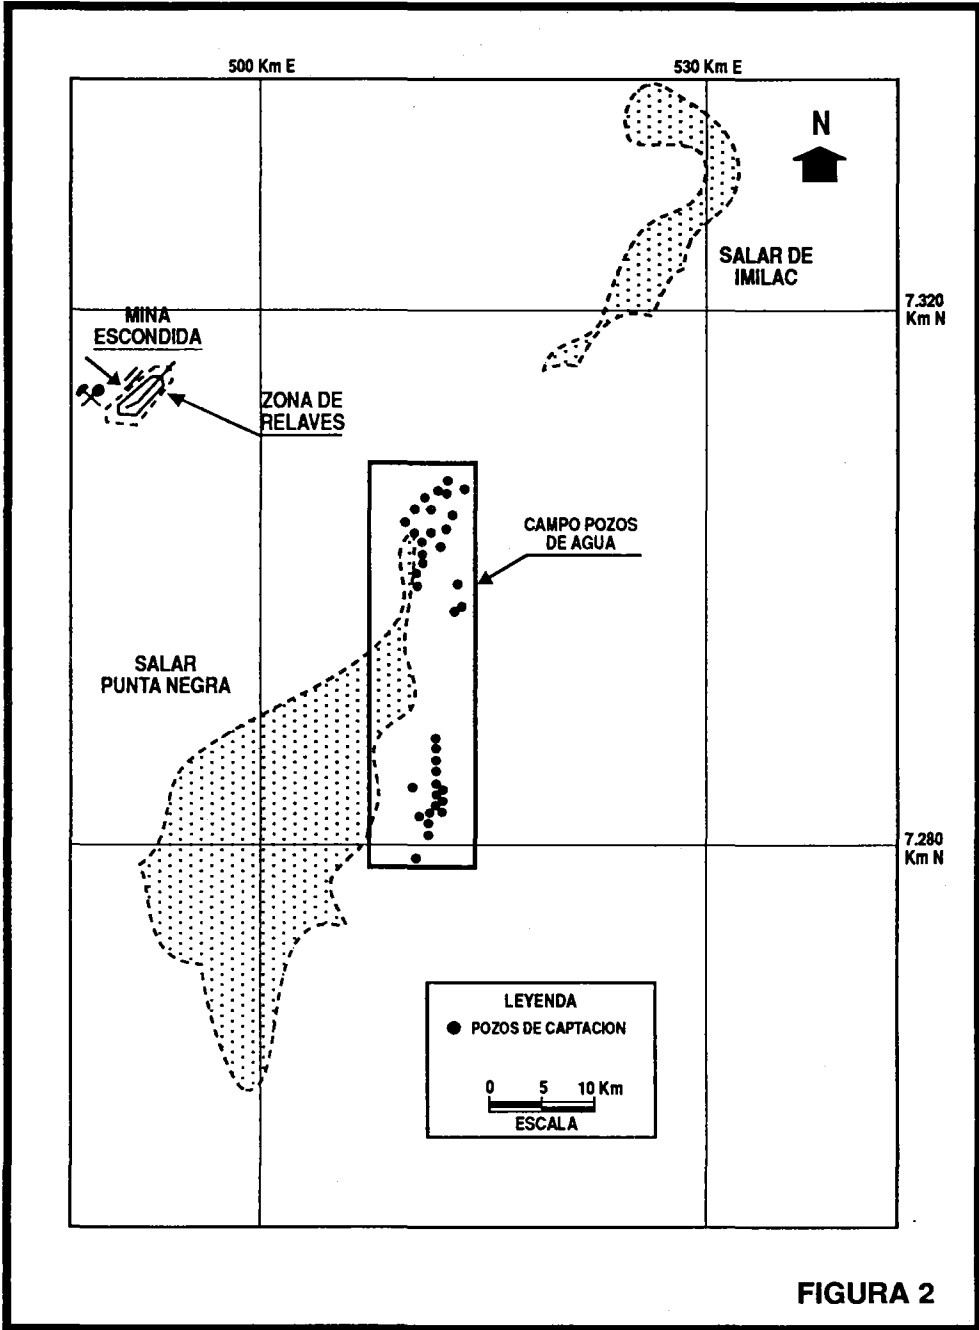 500 Km E
530 Km E
N
SALAR DE
IMILAC
7.320
Km N
MINA
ESCONDIDA
ZONA DE
RELAVES
CAMPO POZOS
DE AGUA
SALAR
PUNTA NEGRA
7.280
Km N
LEYENDA
POZOS DE CAPTACION
0 5 10 Km
ESCALA
FIGURA 2